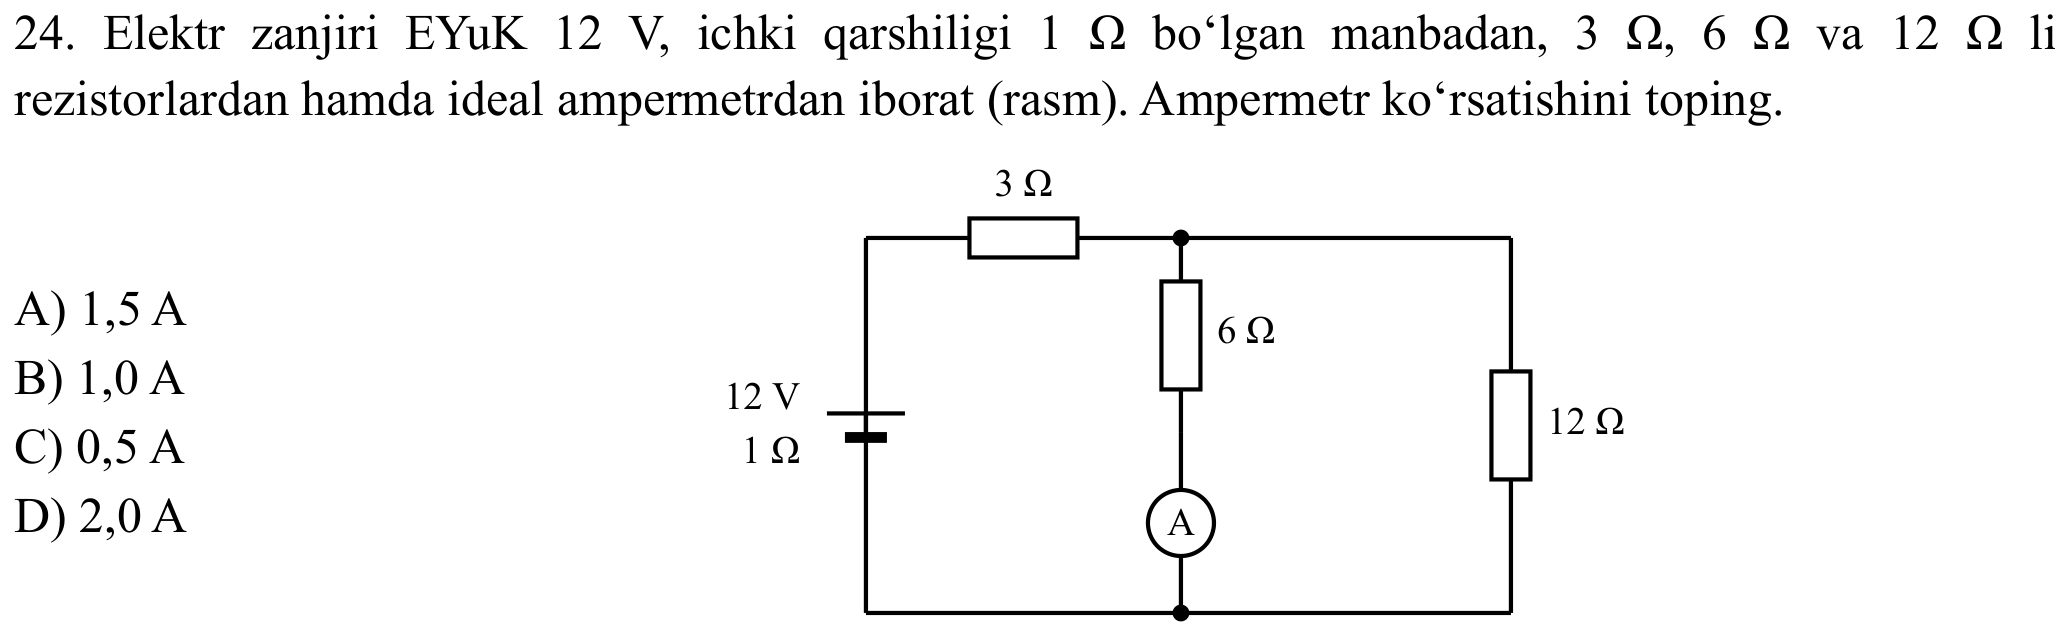 24. Elektr zanjiri EYuK 12 V, ichki qarshiligi 1 Ω bo‘lgan manbadan, 3 Ω, 6 Ω va 12 Ω li
rezistorlardan hamda ideal ampermetrdan iborat (rasm). Ampermetr ko‘rsatishini toping.
3 Ω
A) 1,5 A
6 Ω
B) 1,0 A
12 V
12 Ω
C) 0,5 A
1 Ω
D) 2,0 A
A